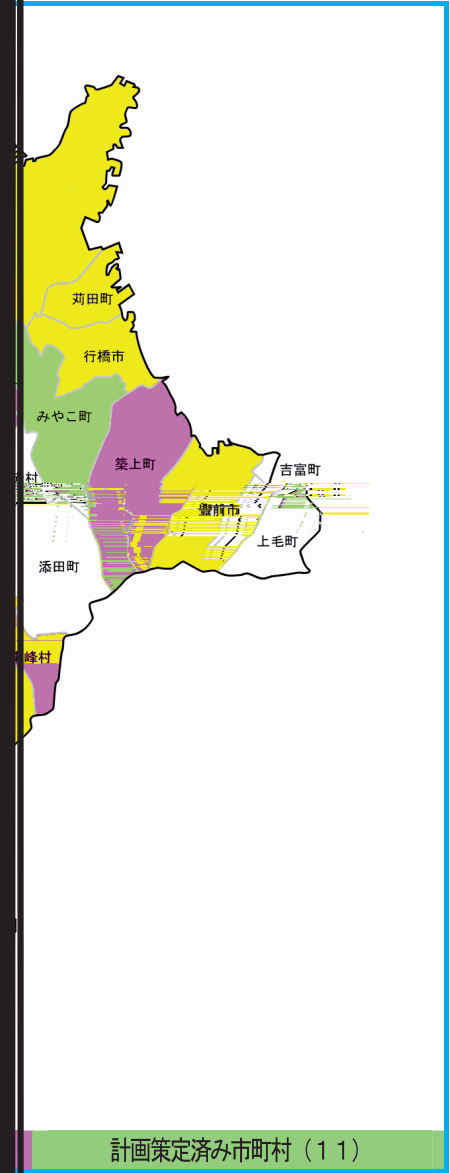 苅田町
行橋市
みやこ町
築上町
吉富町
村
豊前市
上毛町
添田町
峰村
計画策定済み市町村（１１）